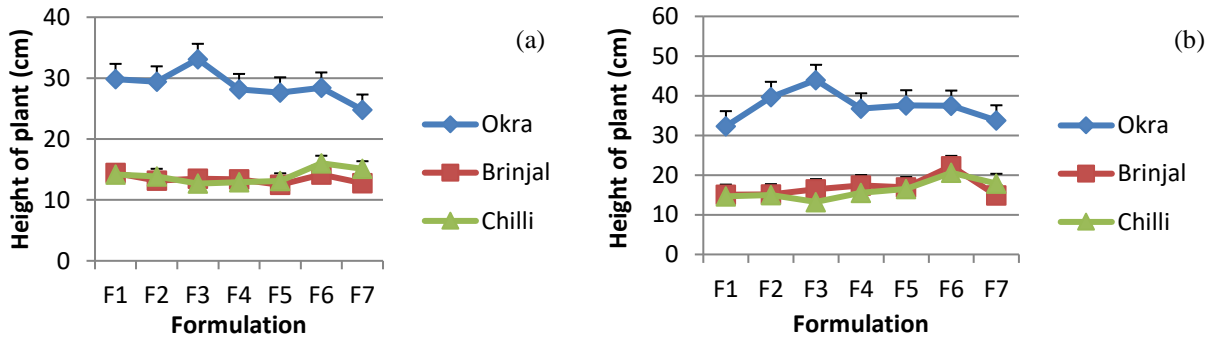 40
30
20
10
0
Height of plant (cm)
F1 F2 F3 F4 F5 F6 F7
Formulation
(a)
Okra
Brinjal
Chilli
60
50
40
30
20
10
0
Height of plant (cm)
F1 F2 F3 F4 F5 F6 F7
Formulation
(b)
Okra
Brinjal
Chilli